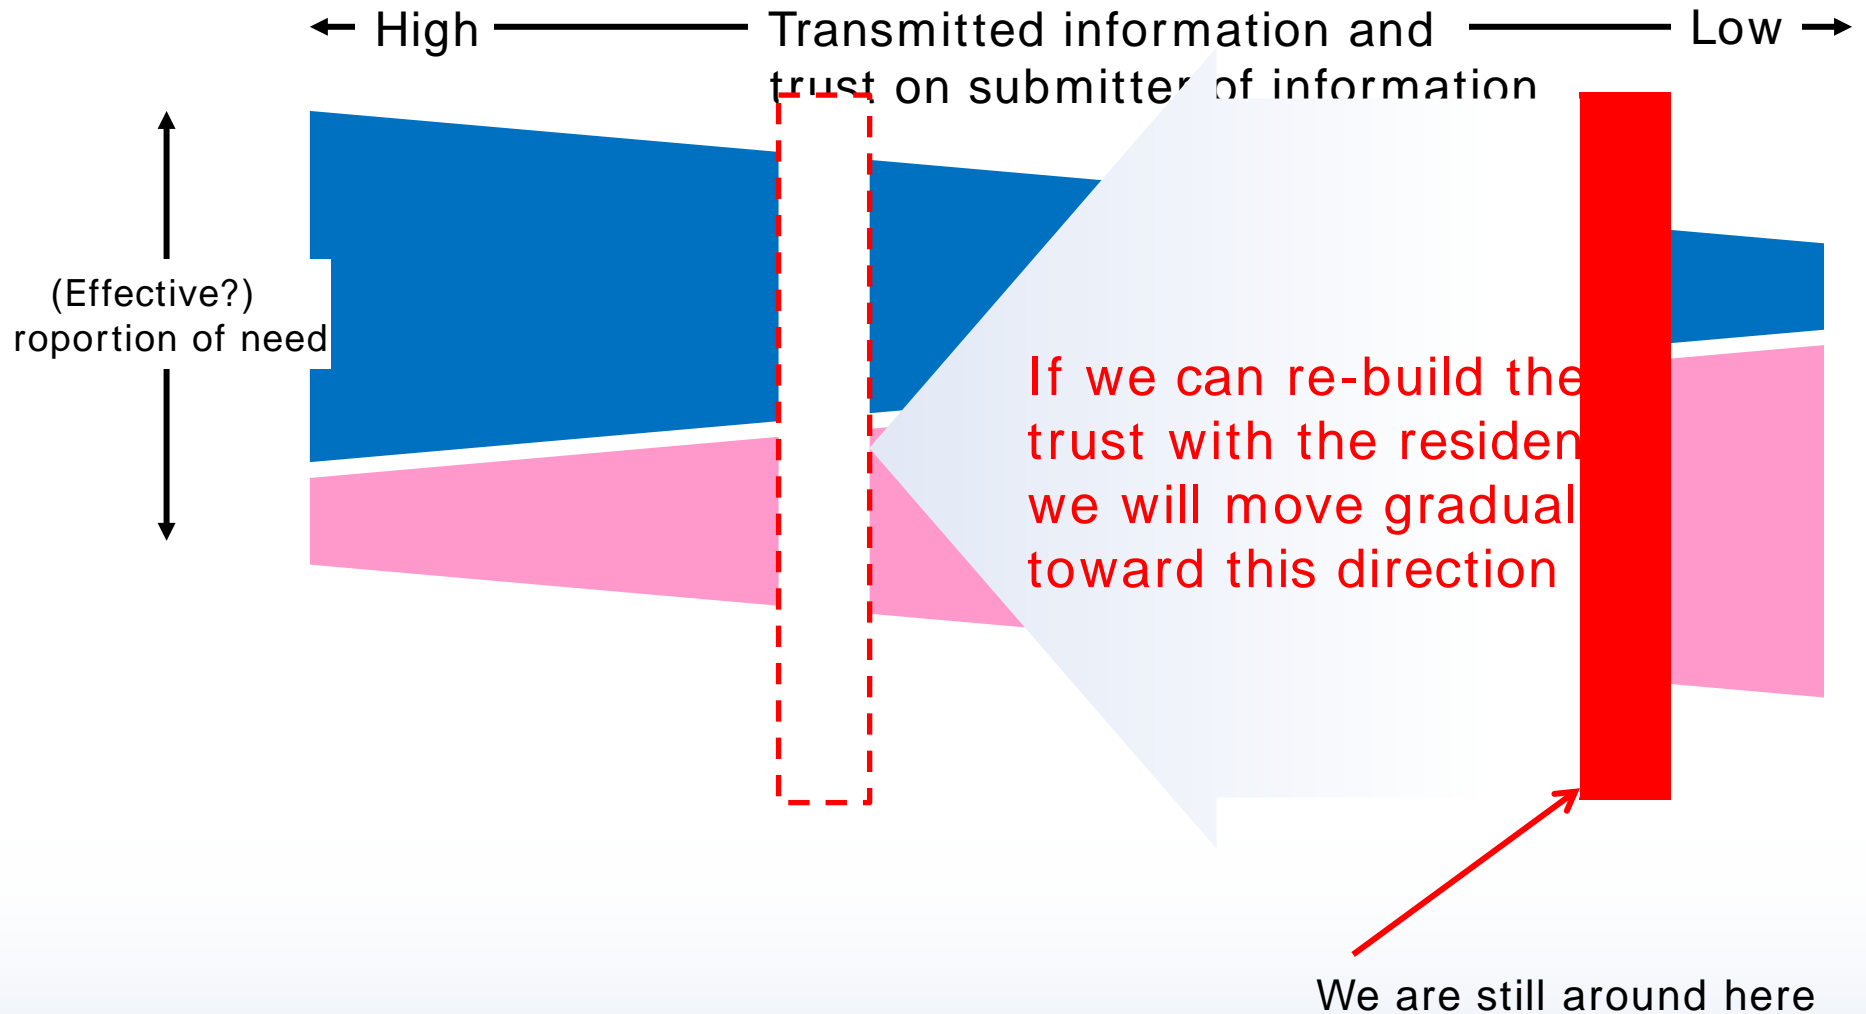 High Transmitted information and Low
trust on submitter of information
(Effective?)
roportion of need
If we can re-build the
trust with the residen
we will move gradual
toward this direction
We are still around here